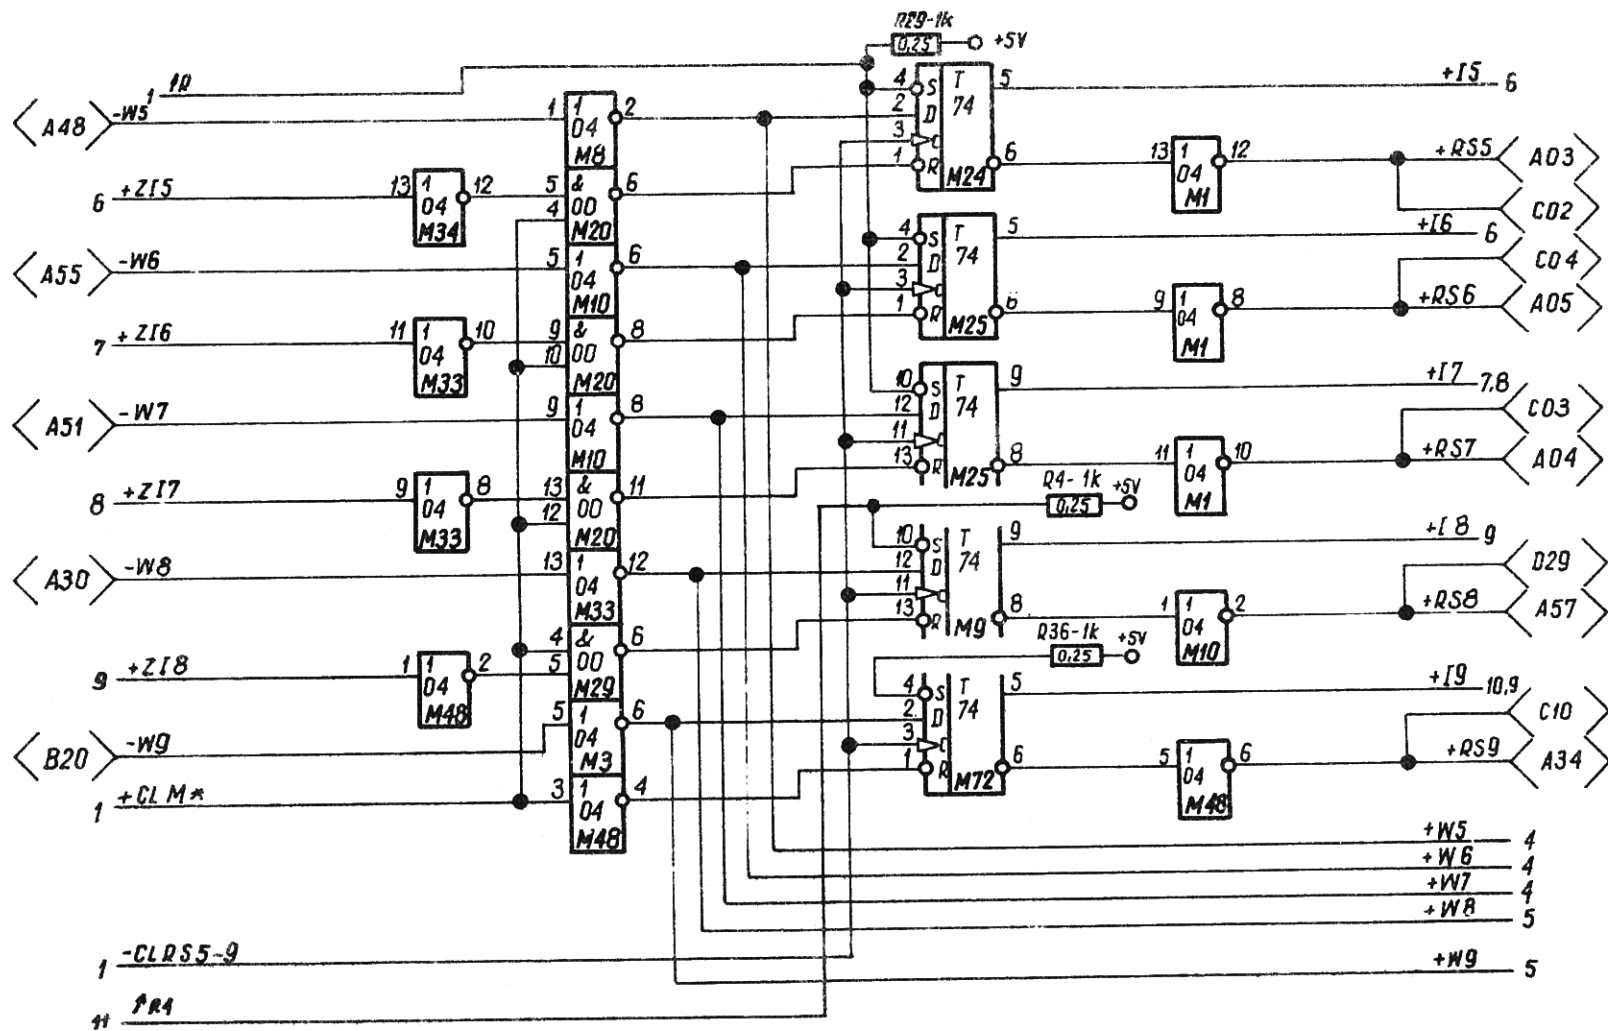 RE9-1k
0,25 +5V
1 ↑R
A48 -W5 1 1 04 M8 2
4 S T 5 +I5 6
2 D 74
3 C
1 R M24 6 13 1 04 M1 12 +RS5 A03
C02
6 +ZI5 13 1 04 M34 12 5 & 6
4 00 M20
A55 -W6 5 1 04 M10 6
4 S T 5 +I6 6
2 D 74
3 C
1 R M25 6 9 1 04 M1 8 +RS6 A05
C04
7 +ZI6 11 1 04 M33 10 9 & 8
10 00 M20
A51 -W7 9 1 04 M10 8
10 S T 9 +I7 7,8
12 D 74
11 C
13 R M25 8 11 1 04 M1 10 +RS7 A04
C03
8 +ZI7 9 1 04 M33 8 13 & 11
12 00 M20
R4-1k +5V
0,25
A30 -W8 13 1 04 M33 12
10 S T 9 +I8 9
12 D 74
11 C
13 R M9 8 1 1 04 M10 2 +RS8 A57
D29
9 +ZI8 1 1 04 M48 2 4 & 6
5 00 M29
R36-1k +5V
0,25
B20 -W9 5 1 04 M3 6
4 S T 5 +I9 10,9
2 D 74
3 C
1 R M72 6 5 1 04 M48 6 +RS9 A34
C10
1 +CLM* 3 1 04 M48 4
+W5 4
+W6 4
+W7 4
+W8 5
1 -CLRS5-9
+W9 5
11 ↑R4